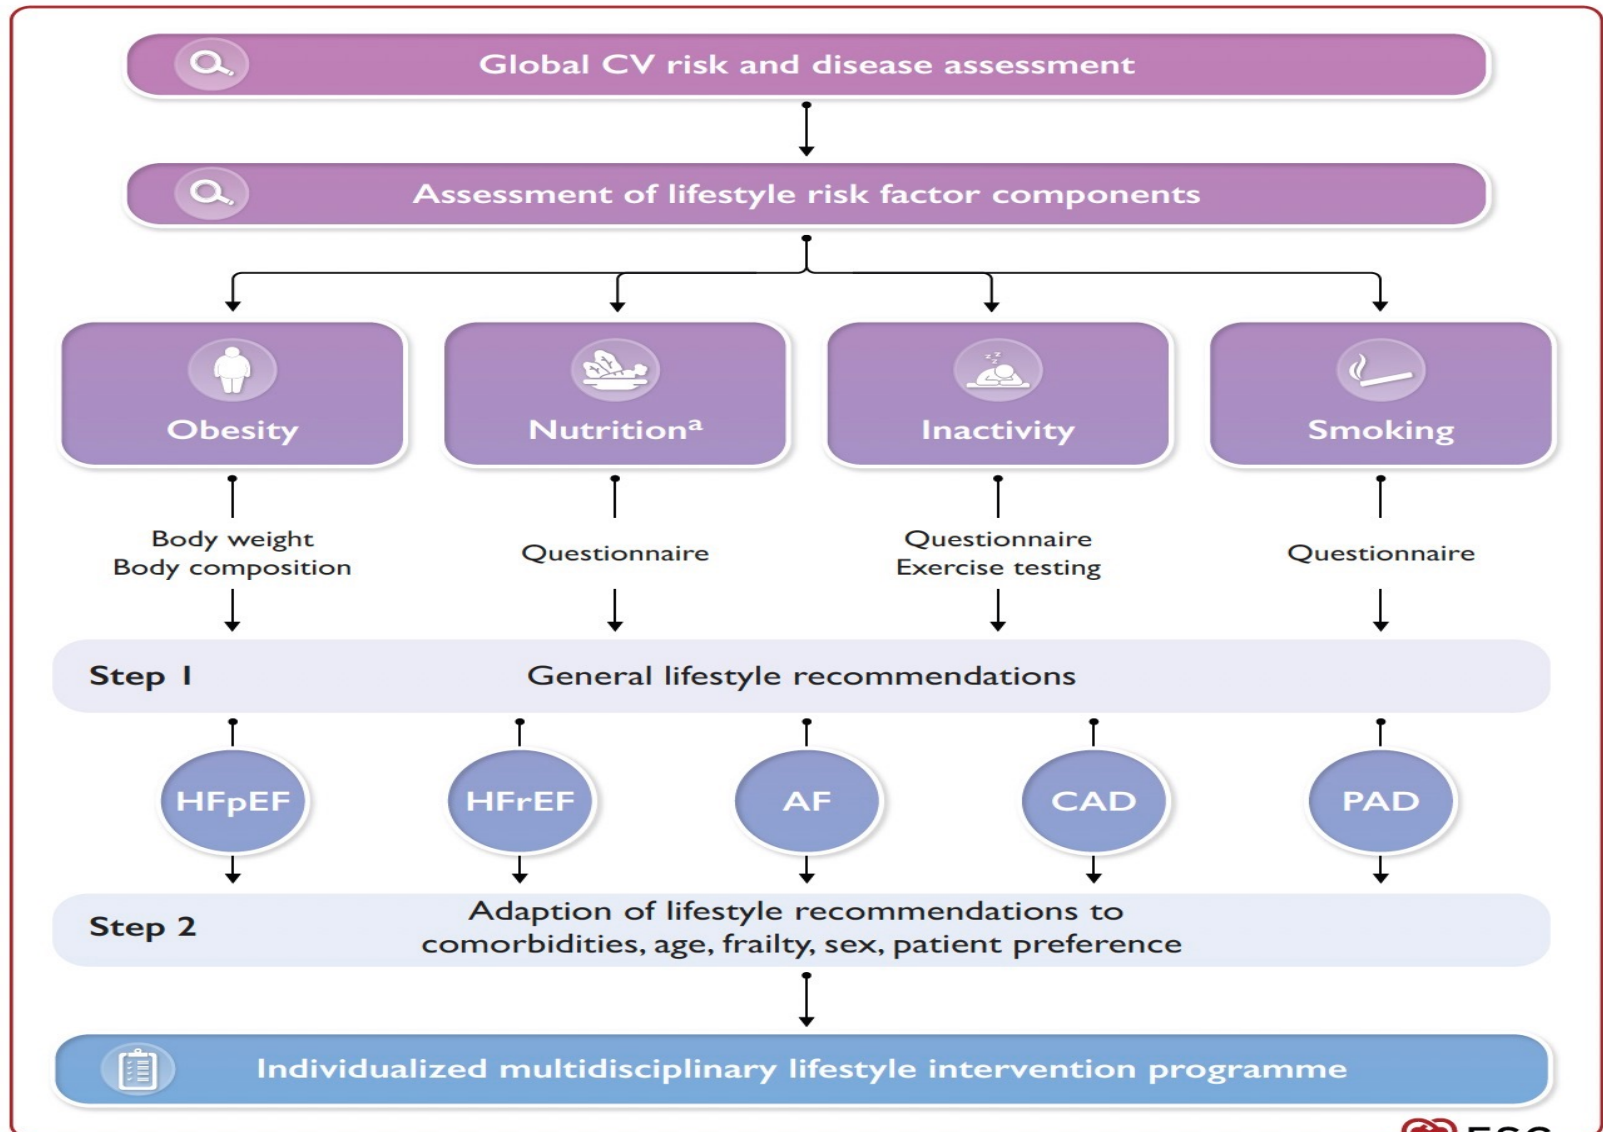 Global CV risk and disease assessment
Assessment of lifestyle risk factor components
Obesity
Nutritionᵃ
Inactivity
Smoking
Body weight
Body composition
Questionnaire
Questionnaire
Exercise testing
Questionnaire
Step 1
General lifestyle recommendations
HFpEF
HFrEF
AF
CAD
PAD
Step 2
Adaption of lifestyle recommendations to
comorbidities, age, frailty, sex, patient preference
Individualized multidisciplinary lifestyle intervention programme